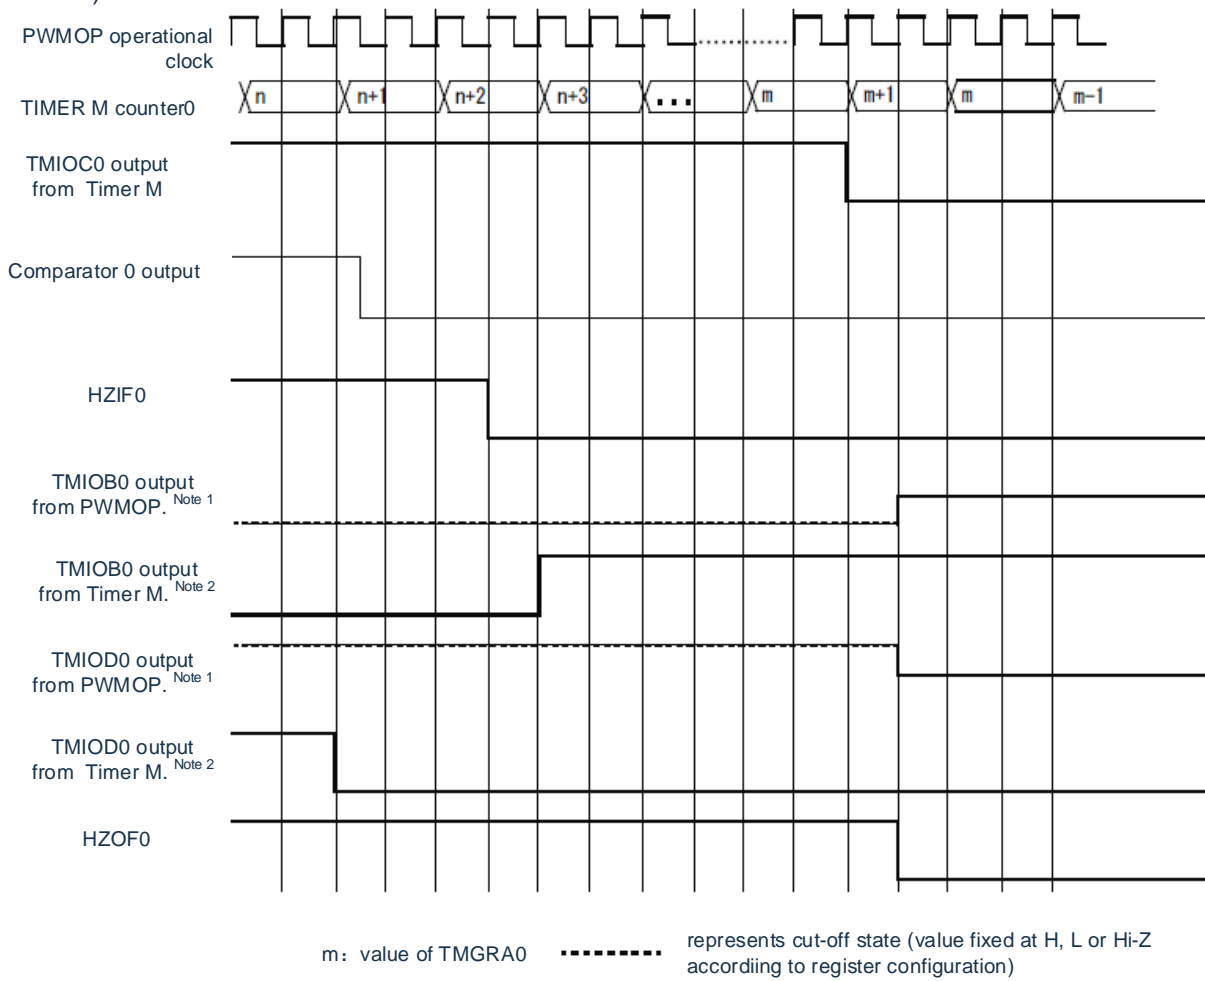 )
PWMOP operational
clock
TIMER M counter0
n
n+1
n+2
n+3
...
m
m+1
m
m-1
TMIOC0 output
from Timer M
Comparator 0 output
HZIF0
TMIOB0 output
from PWMOP. Note 1
TMIOB0 output
from Timer M. Note 2
TMIOD0 output
from PWMOP. Note 1
TMIOD0 output
from Timer M. Note 2
HZOF0
m: value of TMGRA0
represents cut-off state (value fixed at H, L or Hi-Z
accordiing to register configuration)